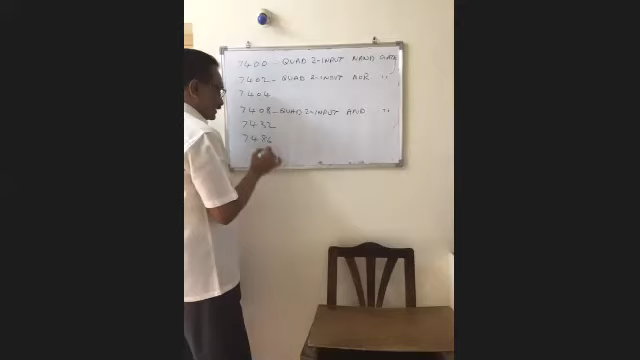 7400 - QUAD 2-INPUT NAND GATE
7402 - QUAD 2-INPUT NOR "
7404
7408 - QUAD 2-INPUT AND "
7432
7486